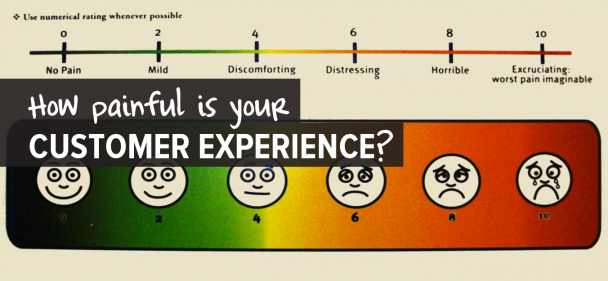 ❖ Use numerical rating whenever possible
0 2 4 6 8 10
No Pain Mild Discomforting Distressing Horrible Excruciating:
worst pain imaginable
How painful is your
CUSTOMER EXPERIENCE?
0 2 4 6 8 10